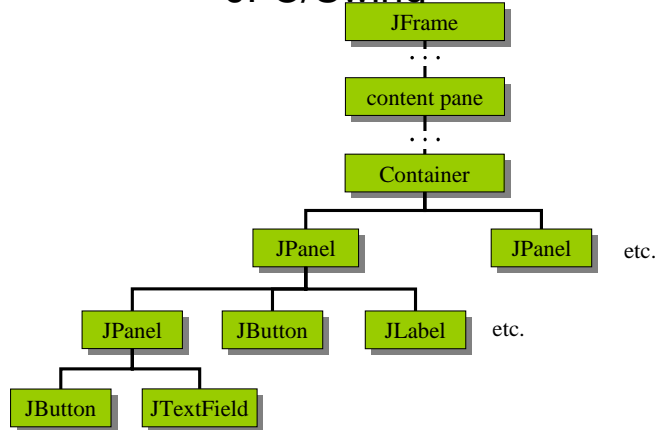 JFrame
. . .
content pane
. . .
Container
JPanel
JPanel
etc.
JPanel
JButton
JLabel
etc.
JButton
JTextField